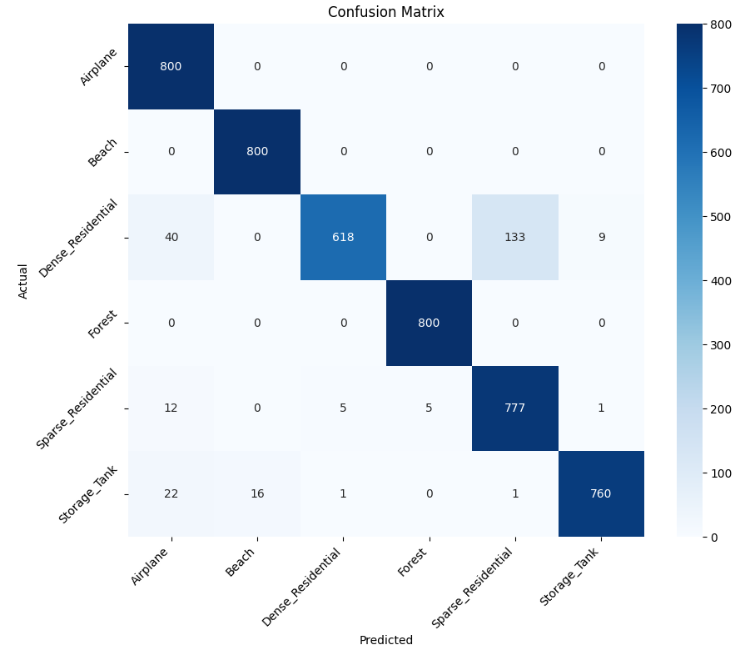 Confusion Matrix
Actual
Airplane 800 0 0 0 0 0
Beach 0 800 0 0 0 0
Dense_Residential 40 0 618 0 133 9
Forest 0 0 0 800 0 0
Sparse_Residential 12 0 5 5 777 1
Storage_Tank 22 16 1 0 1 760
Airplane Beach Dense_Residential Forest Sparse_Residential Storage_Tank
Predicted
800
700
600
500
400
300
200
100
0